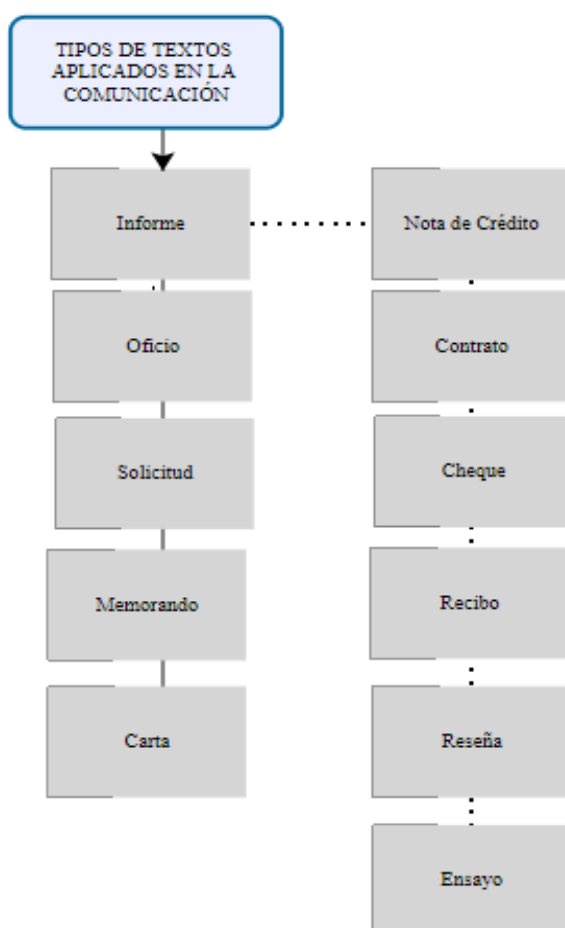 TIPOS DE TEXTOS
APLICADOS EN LA
COMUNICACIÓN
Informe
Oficio
Solicitud
Memorando
Carta
Nota de Crédito
Contrato
Cheque
Recibo
Reseña
Ensayo